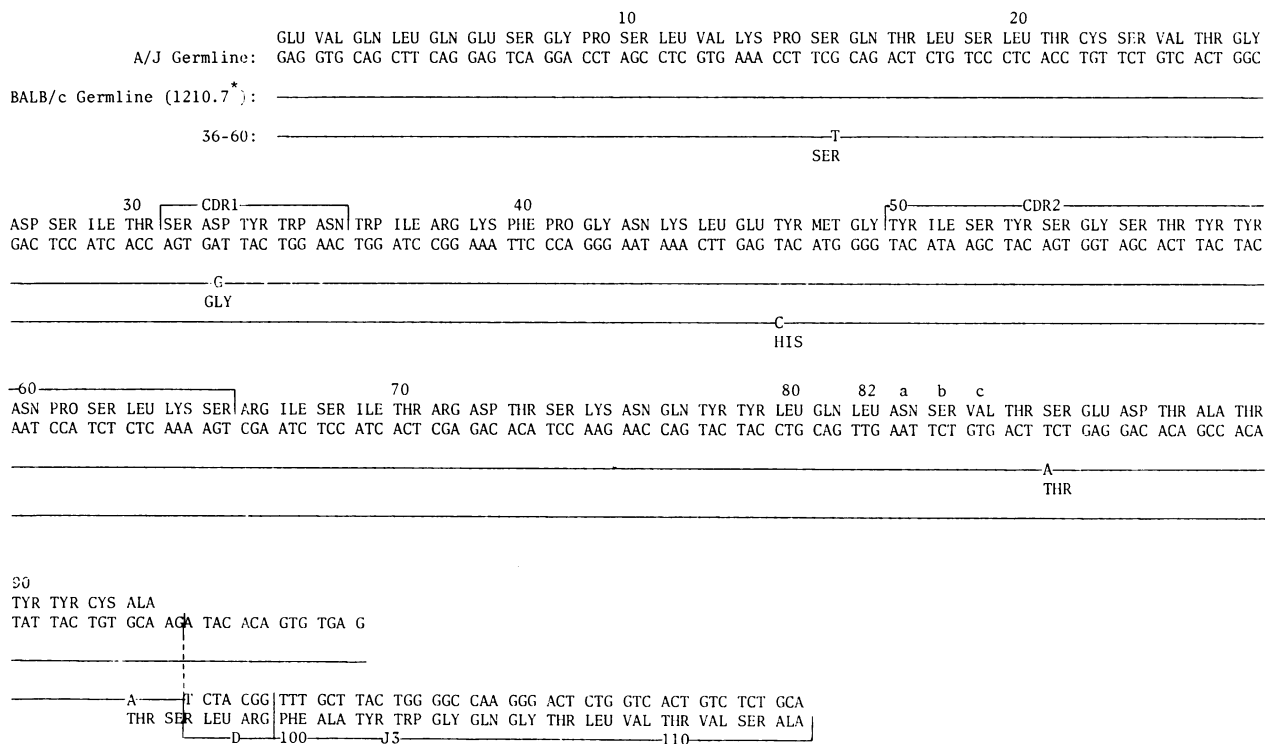 10 20
GLU VAL GLN LEU GLN GLU SER GLY PRO SER LEU VAL LYS PRO SER GLN THR LEU SER LEU THR CYS SER VAL THR GLY
A/J Germline: GAG GTG CAG CTT CAG GAG TCA GGA CCT AGC CTC GTG AAA CCT TCG CAG ACT CTG TCC CTC ACC TGT TCT GTC ACT GGC
BALB/c Germline (1210.7*):
36-60: T
SER
30 CDR1 40 50 CDR2
ASP SER ILE THR SER ASP TYR TRP ASN TRP ILE ARG LYS PHE PRO GLY ASN LYS LEU GLU TYR MET GLY TYR ILE SER TYR SER GLY SER THR TYR TYR
GAC TCC ATC ACC AGT GAT TAC TGG AAC TGG ATC CGG AAA TTC CCA GGG AAT AAA CTT GAG TAC ATG GGG TAC ATA AGC TAC AGT GGT AGC ACT TAC TAC
G
GLY
C
HIS
60 70 80 82 a b c
ASN PRO SER LEU LYS SER ARG ILE SER ILE THR ARG ASP THR SER LYS ASN GLN TYR TYR LEU GLN LEU ASN SER VAL THR SER GLU ASP THR ALA THR
AAT CCA TCT CTC AAA AGT CGA ATC TCC ATC ACT CGA GAC ACA TCC AAG AAC CAG TAC TAC CTG CAG TTG AAT TCT GTG ACT TCT GAG GAC ACA GCC ACA
A
THR
90
TYR TYR CYS ALA
TAT TAC TGT GCA AGA TAC ACA GTG TGA G
A T CTA CGG TTT GCT TAC TGG GGC CAA GGG ACT CTG GTC ACT GTC TCT GCA
THR SER LEU ARG PHE ALA TYR TRP GLY GLN GLY THR LEU VAL THR VAL SER ALA
D 100 J3 110